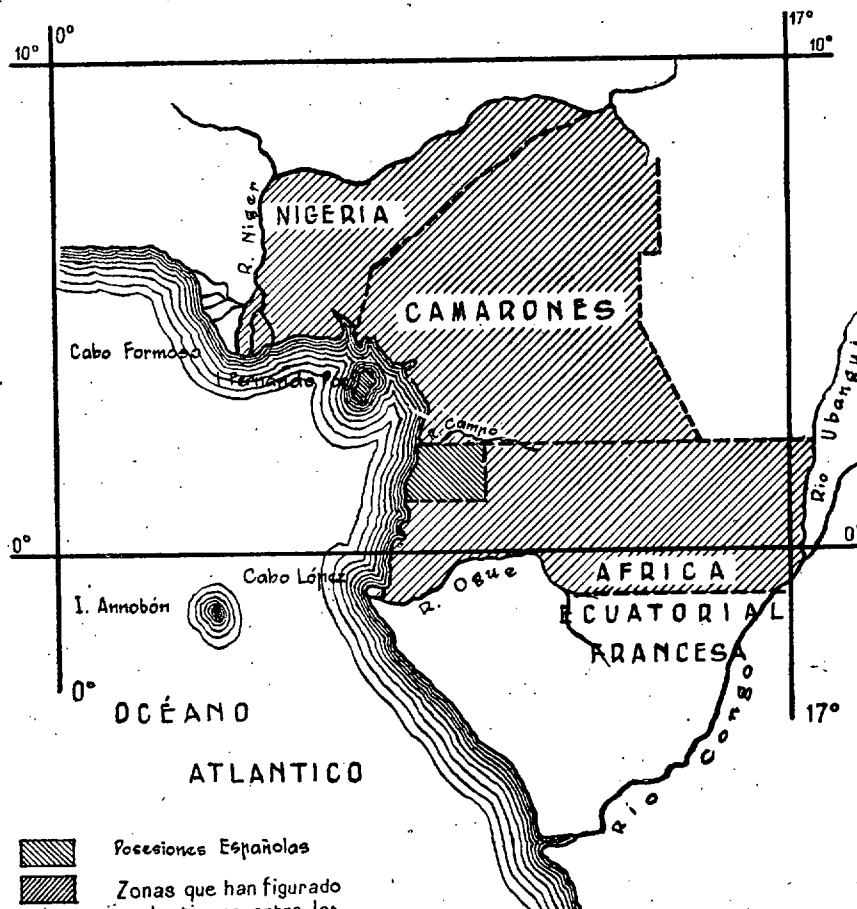 0°
17°
10°
10°
R. Niger
NIGERIA
CAMARONES
Cabo Formoso
I Fernando Poo
R. Campo
Rio Ubangui
0°
0°
Cabo López
R. Ogue
AFRICA
ECUATORIAL
FRANCESA
I. Annobón
0°
17°
OCÉANO
ATLANTICO
Río Congo
Posesiones Españolas
Zonas que han figurado